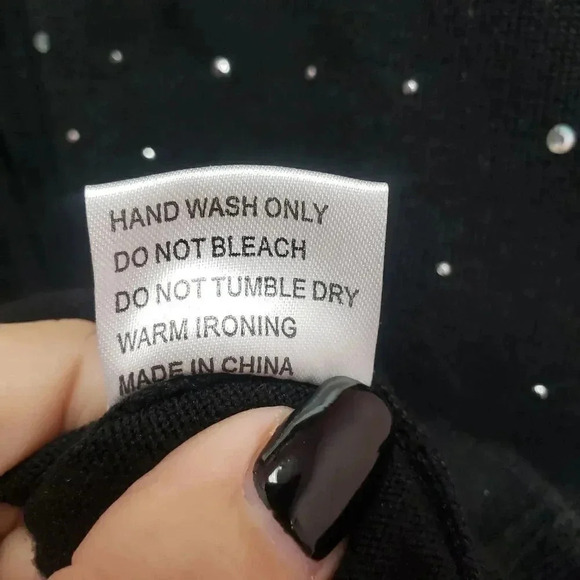 HAND WASH ONLY
DO NOT BLEACH
DO NOT TUMBLE DRY
WARM IRONING
MADE IN CHINA